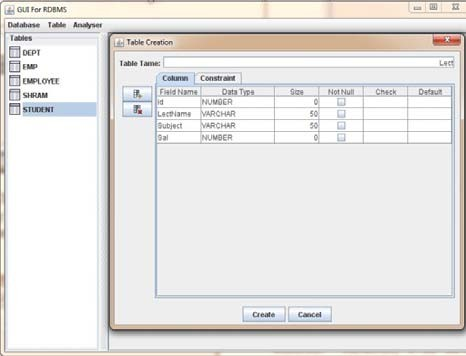 GUI For RDBMS
Database Table Analyser
Tables
DEPT
EMP
EMPLOYEE
SHRAM
STUDENT
Table Creation
Table Tame: Lect
Column Constraint
Field Name Data Type Size Not Null Check Default
Id NUMBER 0
LectName VARCHAR 50
Subject VARCHAR 50
Sal NUMBER 0
Create Cancel